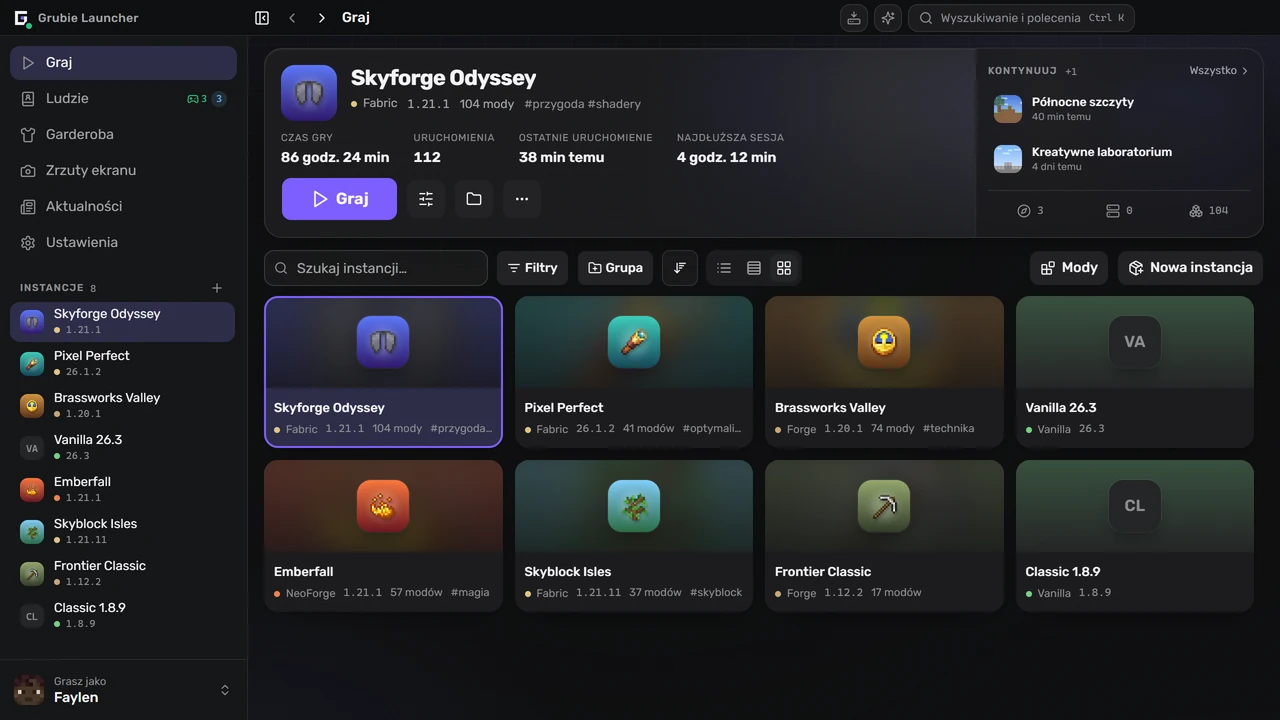 Grubie Launcher
Graj
Wyszukiwanie i polecenia Ctrl K
Graj
Ludzie 3 3
Garderoba
Zrzuty ekranu
Aktualności
Ustawienia
INSTANCJE 8
Skyforge Odyssey
1.21.1
Pixel Perfect
26.1.2
Brassworks Valley
1.20.1
VA
Vanilla 26.3
26.3
Emberfall
1.21.1
Skyblock Isles
1.21.11
Frontier Classic
1.12.2
CL
Classic 1.8.9
1.8.9
Grasz jako
Faylen
Skyforge Odyssey
Fabric 1.21.1 104 mody #przygoda #shadery
CZAS GRY URUCHOMIENIA OSTATNIE URUCHOMIENIE NAJDŁUŻSZA SESJA
86 godz. 24 min 112 38 min temu 4 godz. 12 min
Graj
KONTYNUUJ +1 Wszystko
Północne szczyty
40 min temu
Kreatywne laboratorium
4 dni temu
3 0 104
Szukaj instancji... Filtry Grupa Mody Nowa instancja
Skyforge Odyssey
Fabric 1.21.1 104 mody #przygoda...
Pixel Perfect
Fabric 26.1.2 41 modów #optymali...
Brassworks Valley
Forge 1.20.1 74 mody #technika
VA
Vanilla 26.3
Vanilla 26.3
Emberfall
NeoForge 1.21.1 57 modów #magia
Skyblock Isles
Fabric 1.21.11 37 modów #skyblock
Frontier Classic
Forge 1.12.2 17 modów
CL
Classic 1.8.9
Vanilla 1.8.9